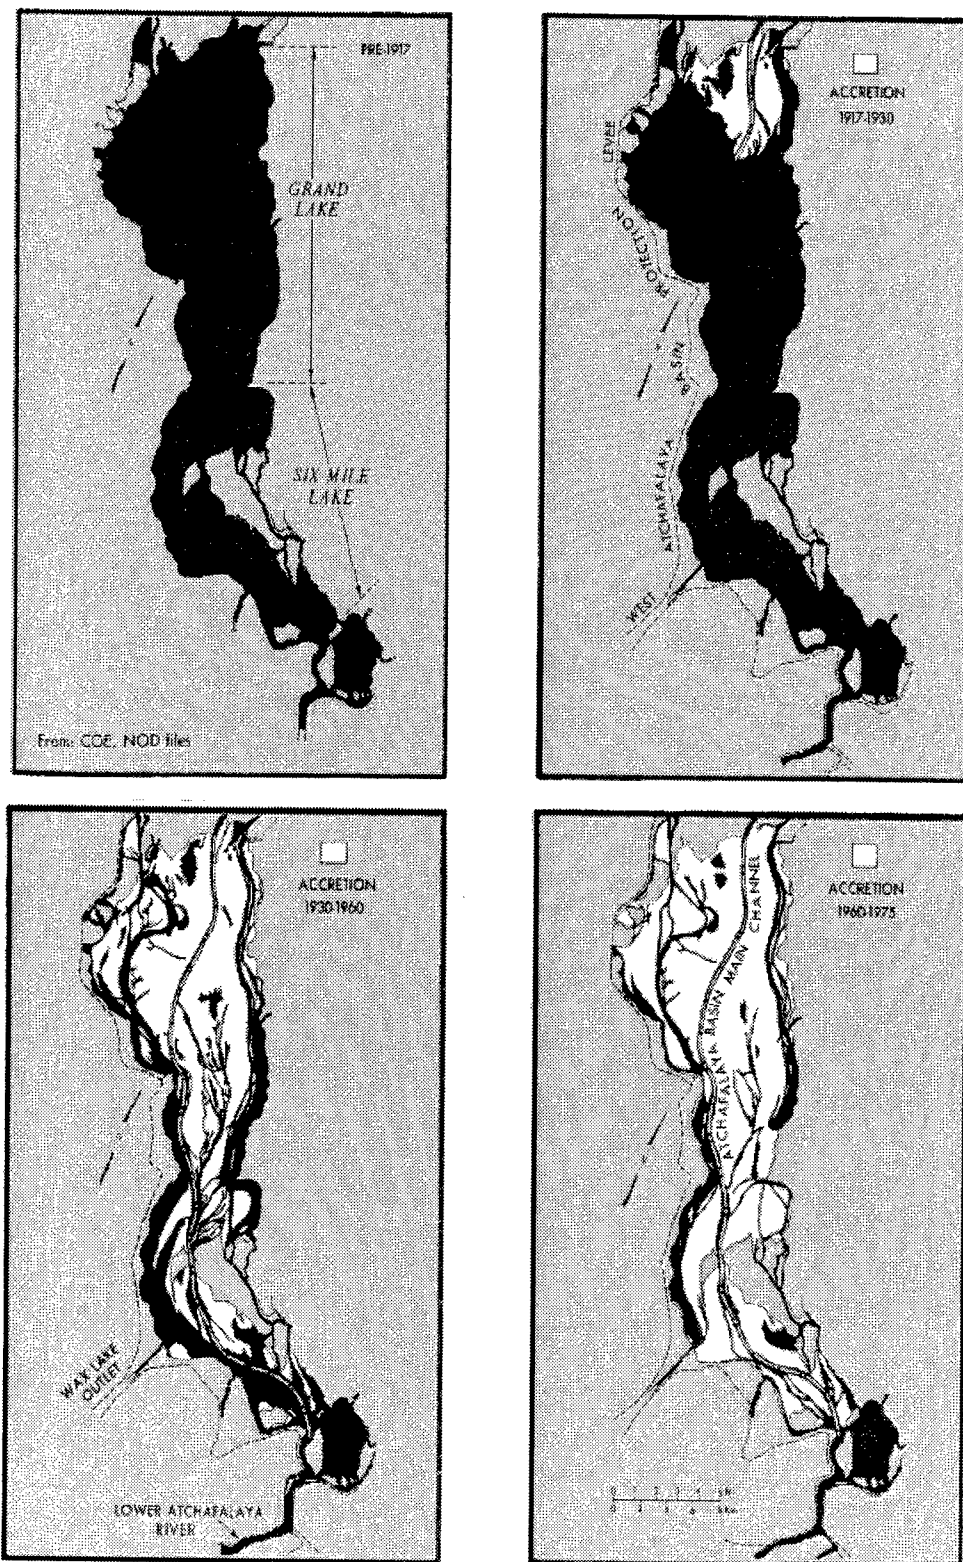 PRE-1917
GRAND
LAKE
SIX MILE
LAKE
From: COE, NOD files
ACCRETION
1917-1930
WEST
ATCHAFALAYA
BASIN
PROTECTION
LEVEE
ACCRETION
1930-1960
WAX LAKE
OUTLET
LOWER ATCHAFALAYA
RIVER
ACCRETION
1960-1975
ATCHAFALAYA BASIN MAIN CHANNEL